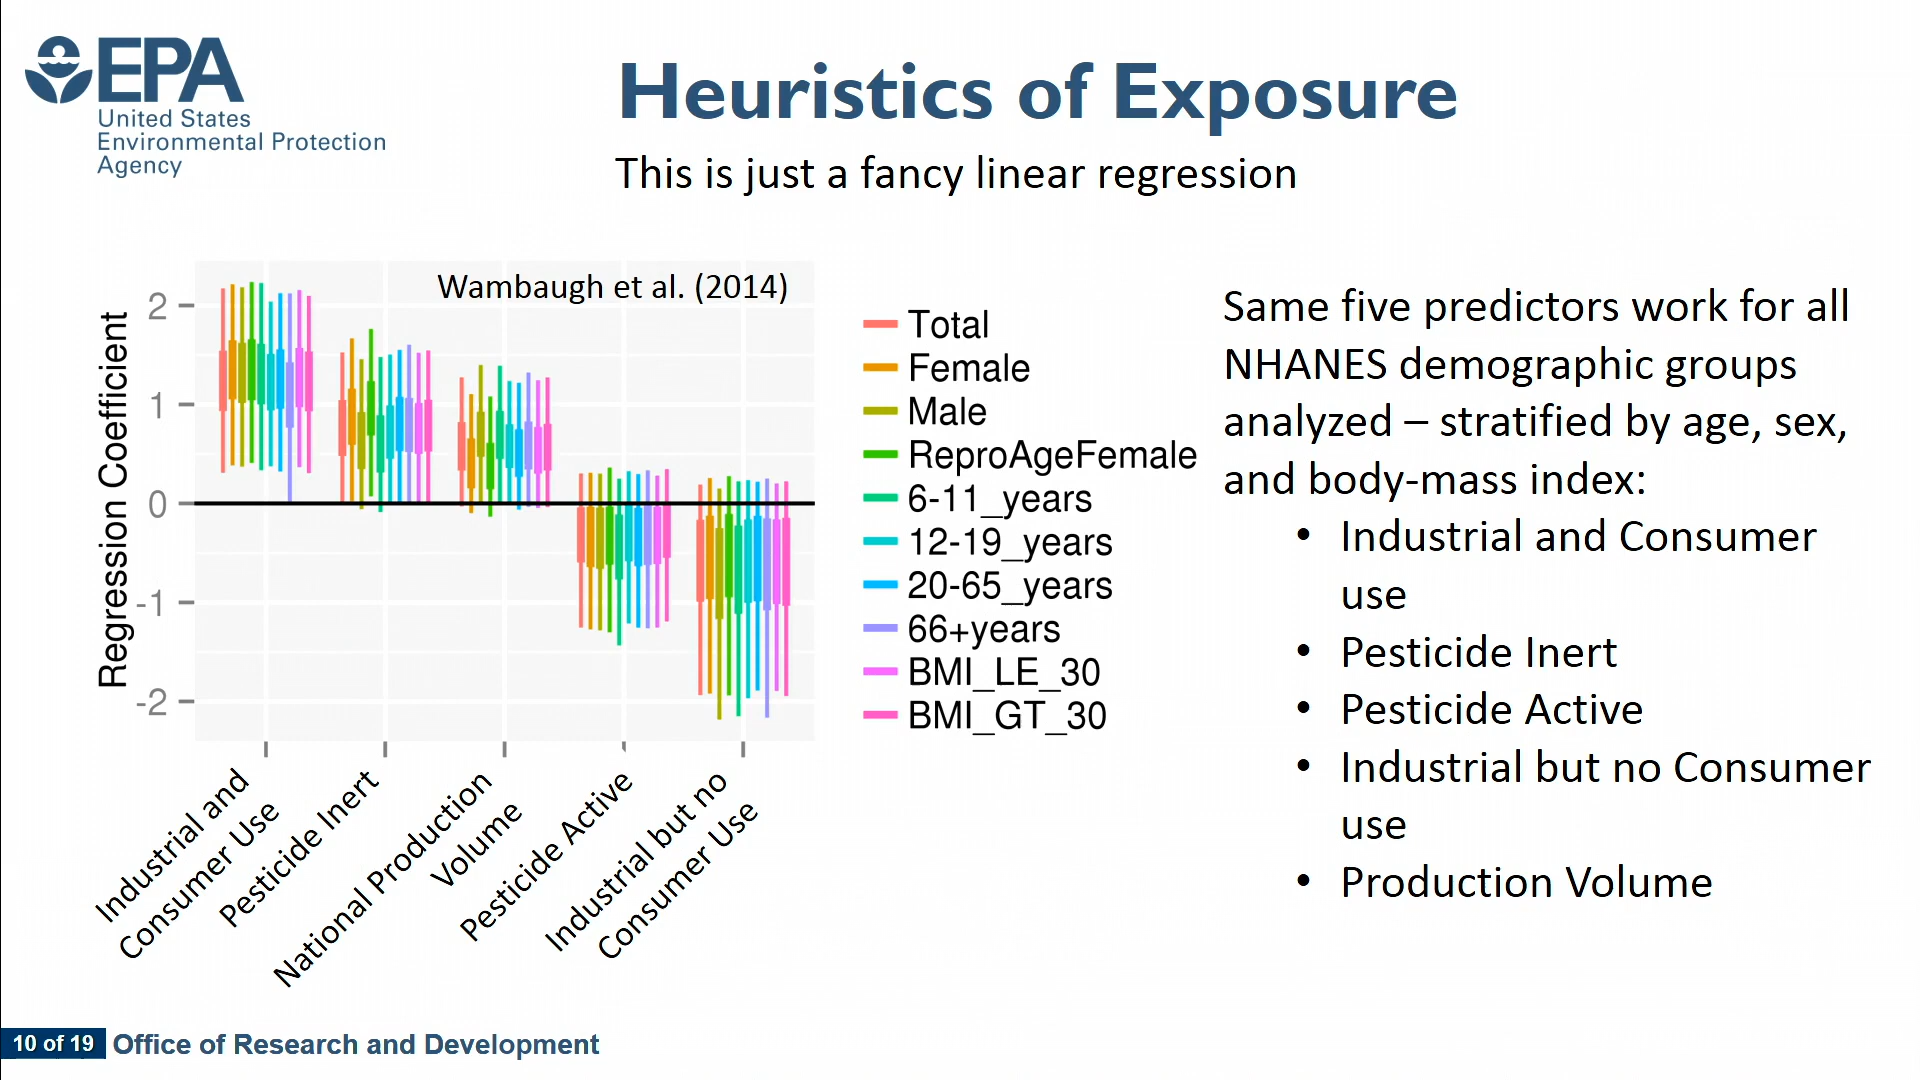 EPA
United States
Environmental Protection
Agency
Heuristics of Exposure
This is just a fancy linear regression
Wambaugh et al. (2014)
Regression Coefficient
2
1
0
-1
-2
Industrial and
Consumer Use
Pesticide Inert
National Production
Volume
Pesticide Active
Industrial but no
Consumer Use
Total
Female
Male
ReproAgeFemale
6-11_years
12-19_years
20-65_years
66+years
BMI_LE_30
BMI_GT_30
Same five predictors work for all
NHANES demographic groups
analyzed – stratified by age, sex,
and body-mass index:
• Industrial and Consumer
use
• Pesticide Inert
• Pesticide Active
• Industrial but no Consumer
use
• Production Volume
10 of 19
Office of Research and Development